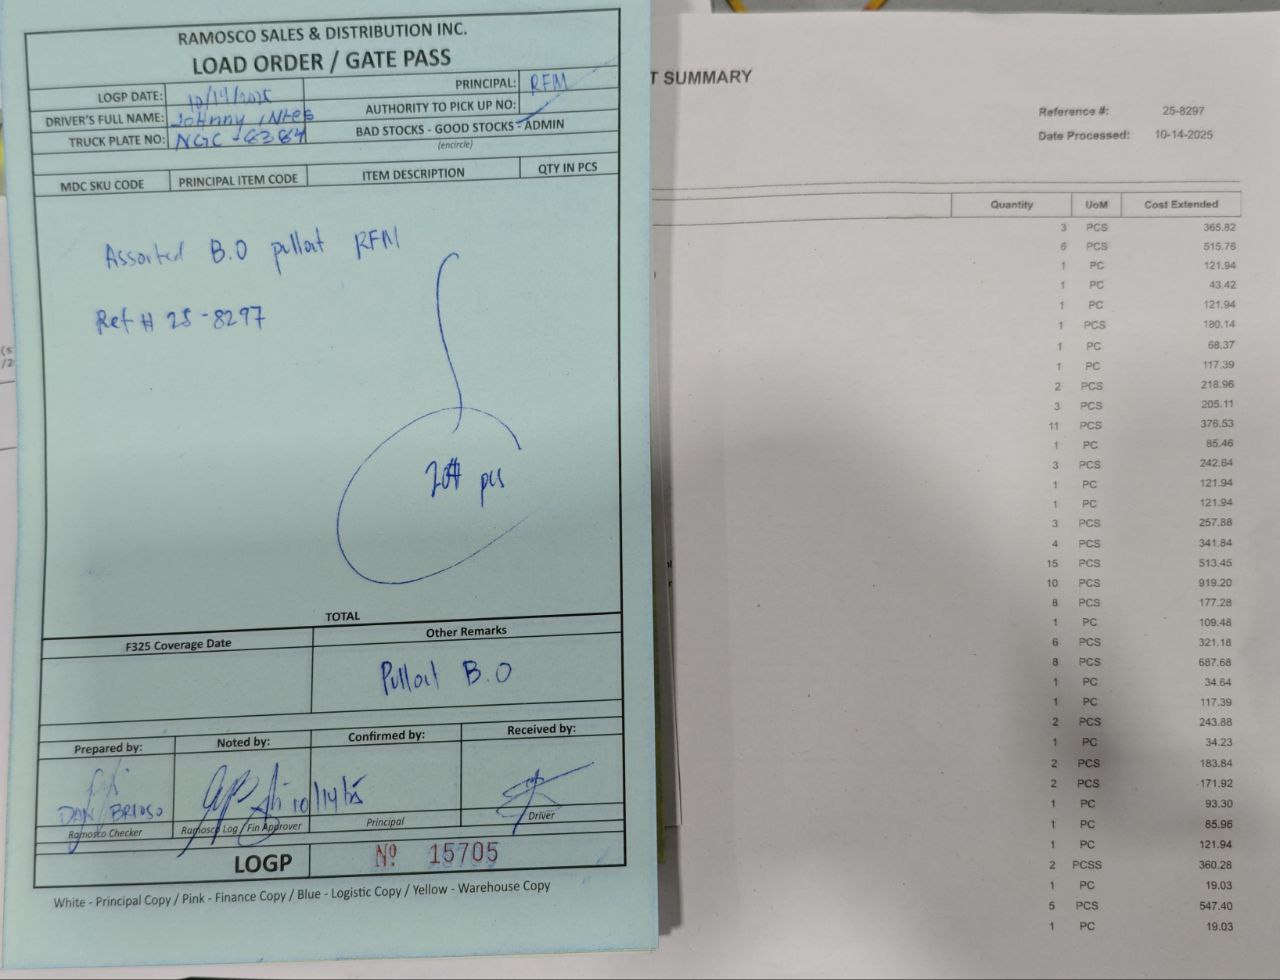 RAMOSCO SALES & DISTRIBUTION INC.
LOAD ORDER / GATE PASS
LOGP DATE: 10/14/2025
PRINCIPAL: RFM
DRIVER'S FULL NAME: Johnny
AUTHORITY TO PICK UP NO:
TRUCK PLATE NO: NGC - 8384
BAD STOCKS - GOOD STOCKS - ADMIN
(encircle)
MDC SKU CODE PRINCIPAL ITEM CODE ITEM DESCRIPTION QTY IN PCS
Assorted B.O pullout RFM
Ref # 25-8297
pcs
TOTAL
F325 Coverage Date Other Remarks
Pullout B.O
Prepared by: Noted by: Confirmed by: Received by:
DAN BRIOSO
10/14/25
Ramosco Checker Ramosco Log / Fin Approver Principal Driver
LOGP Nº 15705
White - Principal Copy / Pink - Finance Copy / Blue - Logistic Copy / Yellow - Warehouse Copy
T SUMMARY
Reference #: 25-8297
Date Processed: 10-14-2025
Quantity UoM Cost Extended
3 PCS 365.82
6 PCS 515.76
1 PC 121.94
1 PC 43.42
1 PC 121.94
1 PCS 180.14
1 PC 68.37
1 PC 117.39
2 PCS 218.96
3 PCS 205.11
11 PCS 376.53
1 PC 85.46
3 PCS 242.64
1 PC 121.94
1 PC 121.94
3 PCS 257.88
4 PCS 341.84
15 PCS 513.45
10 PCS 919.20
8 PCS 177.28
1 PC 109.48
6 PCS 321.18
8 PCS 687.68
1 PC 34.64
1 PC 117.39
2 PCS 243.88
1 PC 34.23
2 PCS 183.84
2 PCS 171.92
1 PC 93.30
1 PC 85.96
1 PC 121.94
2 PCSS 360.28
1 PC 19.03
5 PCS 547.40
1 PC 19.03